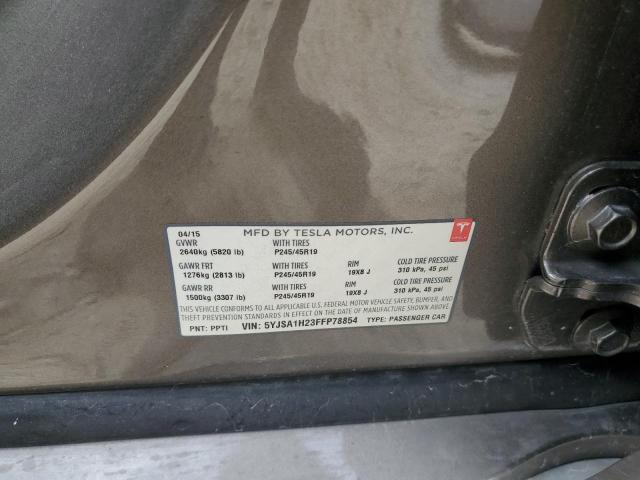 04/15 MFD BY TESLA MOTORS, INC.
GVWR WITH TIRES
2640kg (5820 lb) P245/45R19
GAWR FRT WITH TIRES RIM COLD TIRE PRESSURE
1276kg (2813 lb) P245/45R19 19X8 J 310 kPa, 45 psi
GAWR RR WITH TIRES RIM COLD TIRE PRESSURE
1500kg (3307 lb) P245/45R19 19X8 J 310 kPa, 45 psi
THIS VEHICLE CONFORMS TO ALL APPLICABLE U.S. FEDERAL MOTOR VEHICLE SAFETY, BUMPER, AND
THEFT PREVENTION STANDARDS IN EFFECT ON THE DATE OF MANUFACTURE SHOWN ABOVE.
PNT: PPTI VIN: 5YJSA1H23FFP78854 TYPE: PASSENGER CAR